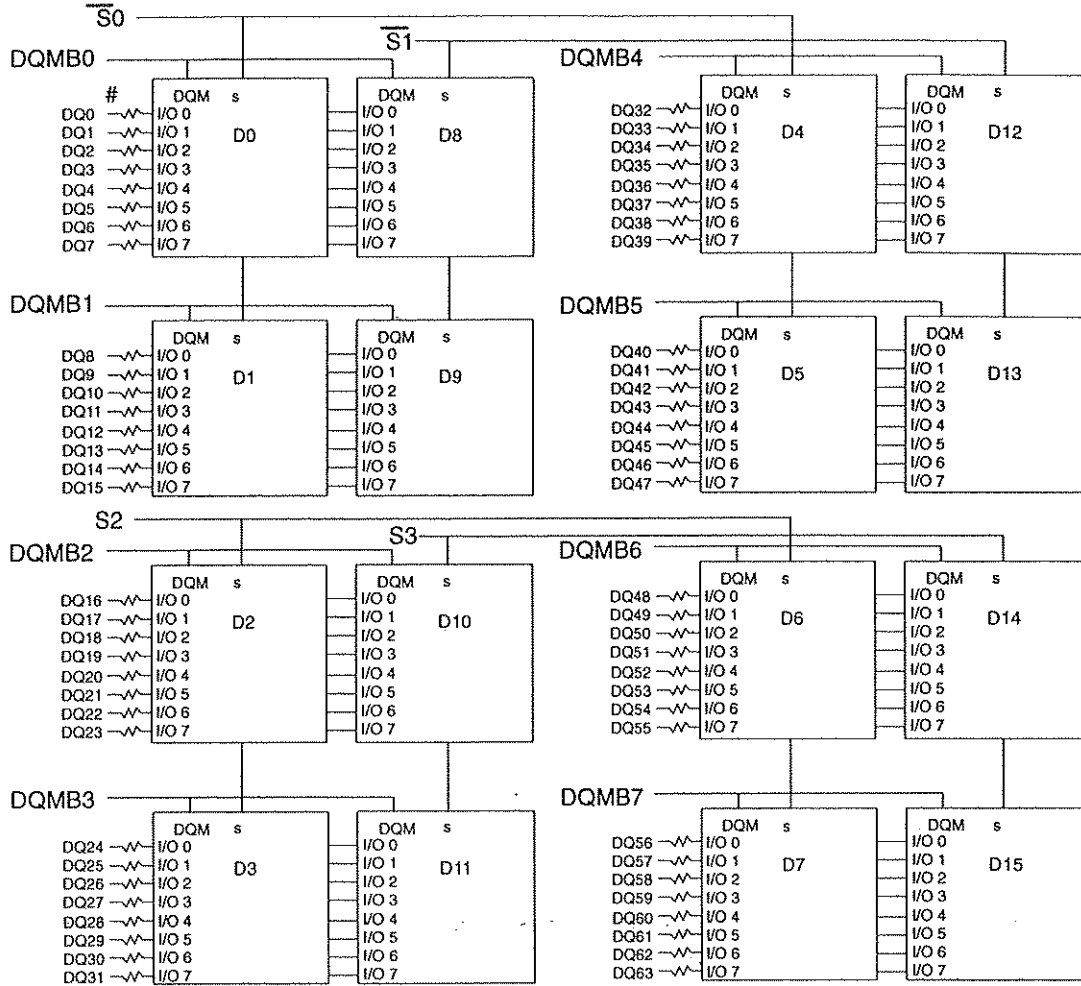 S0
S1
DQMB0
DQMB4
#
DQM s
DQM s
DQ0 I/O 0 I/O 0 DQ32 I/O 0 I/O 0
DQ1 I/O 1 D0 I/O 1 D8 DQ33 I/O 1 D4 I/O 1 D12
DQ2 I/O 2 I/O 2 DQ34 I/O 2 I/O 2
DQ3 I/O 3 I/O 3 DQ35 I/O 3 I/O 3
DQ4 I/O 4 I/O 4 DQ36 I/O 4 I/O 4
DQ5 I/O 5 I/O 5 DQ37 I/O 5 I/O 5
DQ6 I/O 6 I/O 6 DQ38 I/O 6 I/O 6
DQ7 I/O 7 I/O 7 DQ39 I/O 7 I/O 7
DQMB1
DQMB5
DQM s
DQM s
DQM s
DQM s
DQ8 I/O 0 I/O 0 DQ40 I/O 0 I/O 0
DQ9 I/O 1 D1 I/O 1 D9 DQ41 I/O 1 D5 I/O 1 D13
DQ10 I/O 2 I/O 2 DQ42 I/O 2 I/O 2
DQ11 I/O 3 I/O 3 DQ43 I/O 3 I/O 3
DQ12 I/O 4 I/O 4 DQ44 I/O 4 I/O 4
DQ13 I/O 5 I/O 5 DQ45 I/O 5 I/O 5
DQ14 I/O 6 I/O 6 DQ46 I/O 6 I/O 6
DQ15 I/O 7 I/O 7 DQ47 I/O 7 I/O 7
S2
S3
DQMB2
DQMB6
DQM s
DQM s
DQM s
DQM s
DQ16 I/O 0 I/O 0 DQ48 I/O 0 I/O 0
DQ17 I/O 1 D2 I/O 1 D10 DQ49 I/O 1 D6 I/O 1 D14
DQ18 I/O 2 I/O 2 DQ50 I/O 2 I/O 2
DQ19 I/O 3 I/O 3 DQ51 I/O 3 I/O 3
DQ20 I/O 4 I/O 4 DQ52 I/O 4 I/O 4
DQ21 I/O 5 I/O 5 DQ53 I/O 5 I/O 5
DQ22 I/O 6 I/O 6 DQ54 I/O 6 I/O 6
DQ23 I/O 7 I/O 7 DQ55 I/O 7 I/O 7
DQMB3
DQMB7
DQM s
DQM s
DQM s
DQM s
DQ24 I/O 0 I/O 0 DQ56 I/O 0 I/O 0
DQ25 I/O 1 D3 I/O 1 D11 DQ57 I/O 1 D7 I/O 1 D15
DQ26 I/O 2 I/O 2 DQ58 I/O 2 I/O 2
DQ27 I/O 3 I/O 3 DQ59 I/O 3 I/O 3
DQ28 I/O 4 I/O 4 DQ60 I/O 4 I/O 4
DQ29 I/O 5 I/O 5 DQ61 I/O 5 I/O 5
DQ30 I/O 6 I/O 6 DQ62 I/O 6 I/O 6
DQ31 I/O 7 I/O 7 DQ63 I/O 7 I/O 7